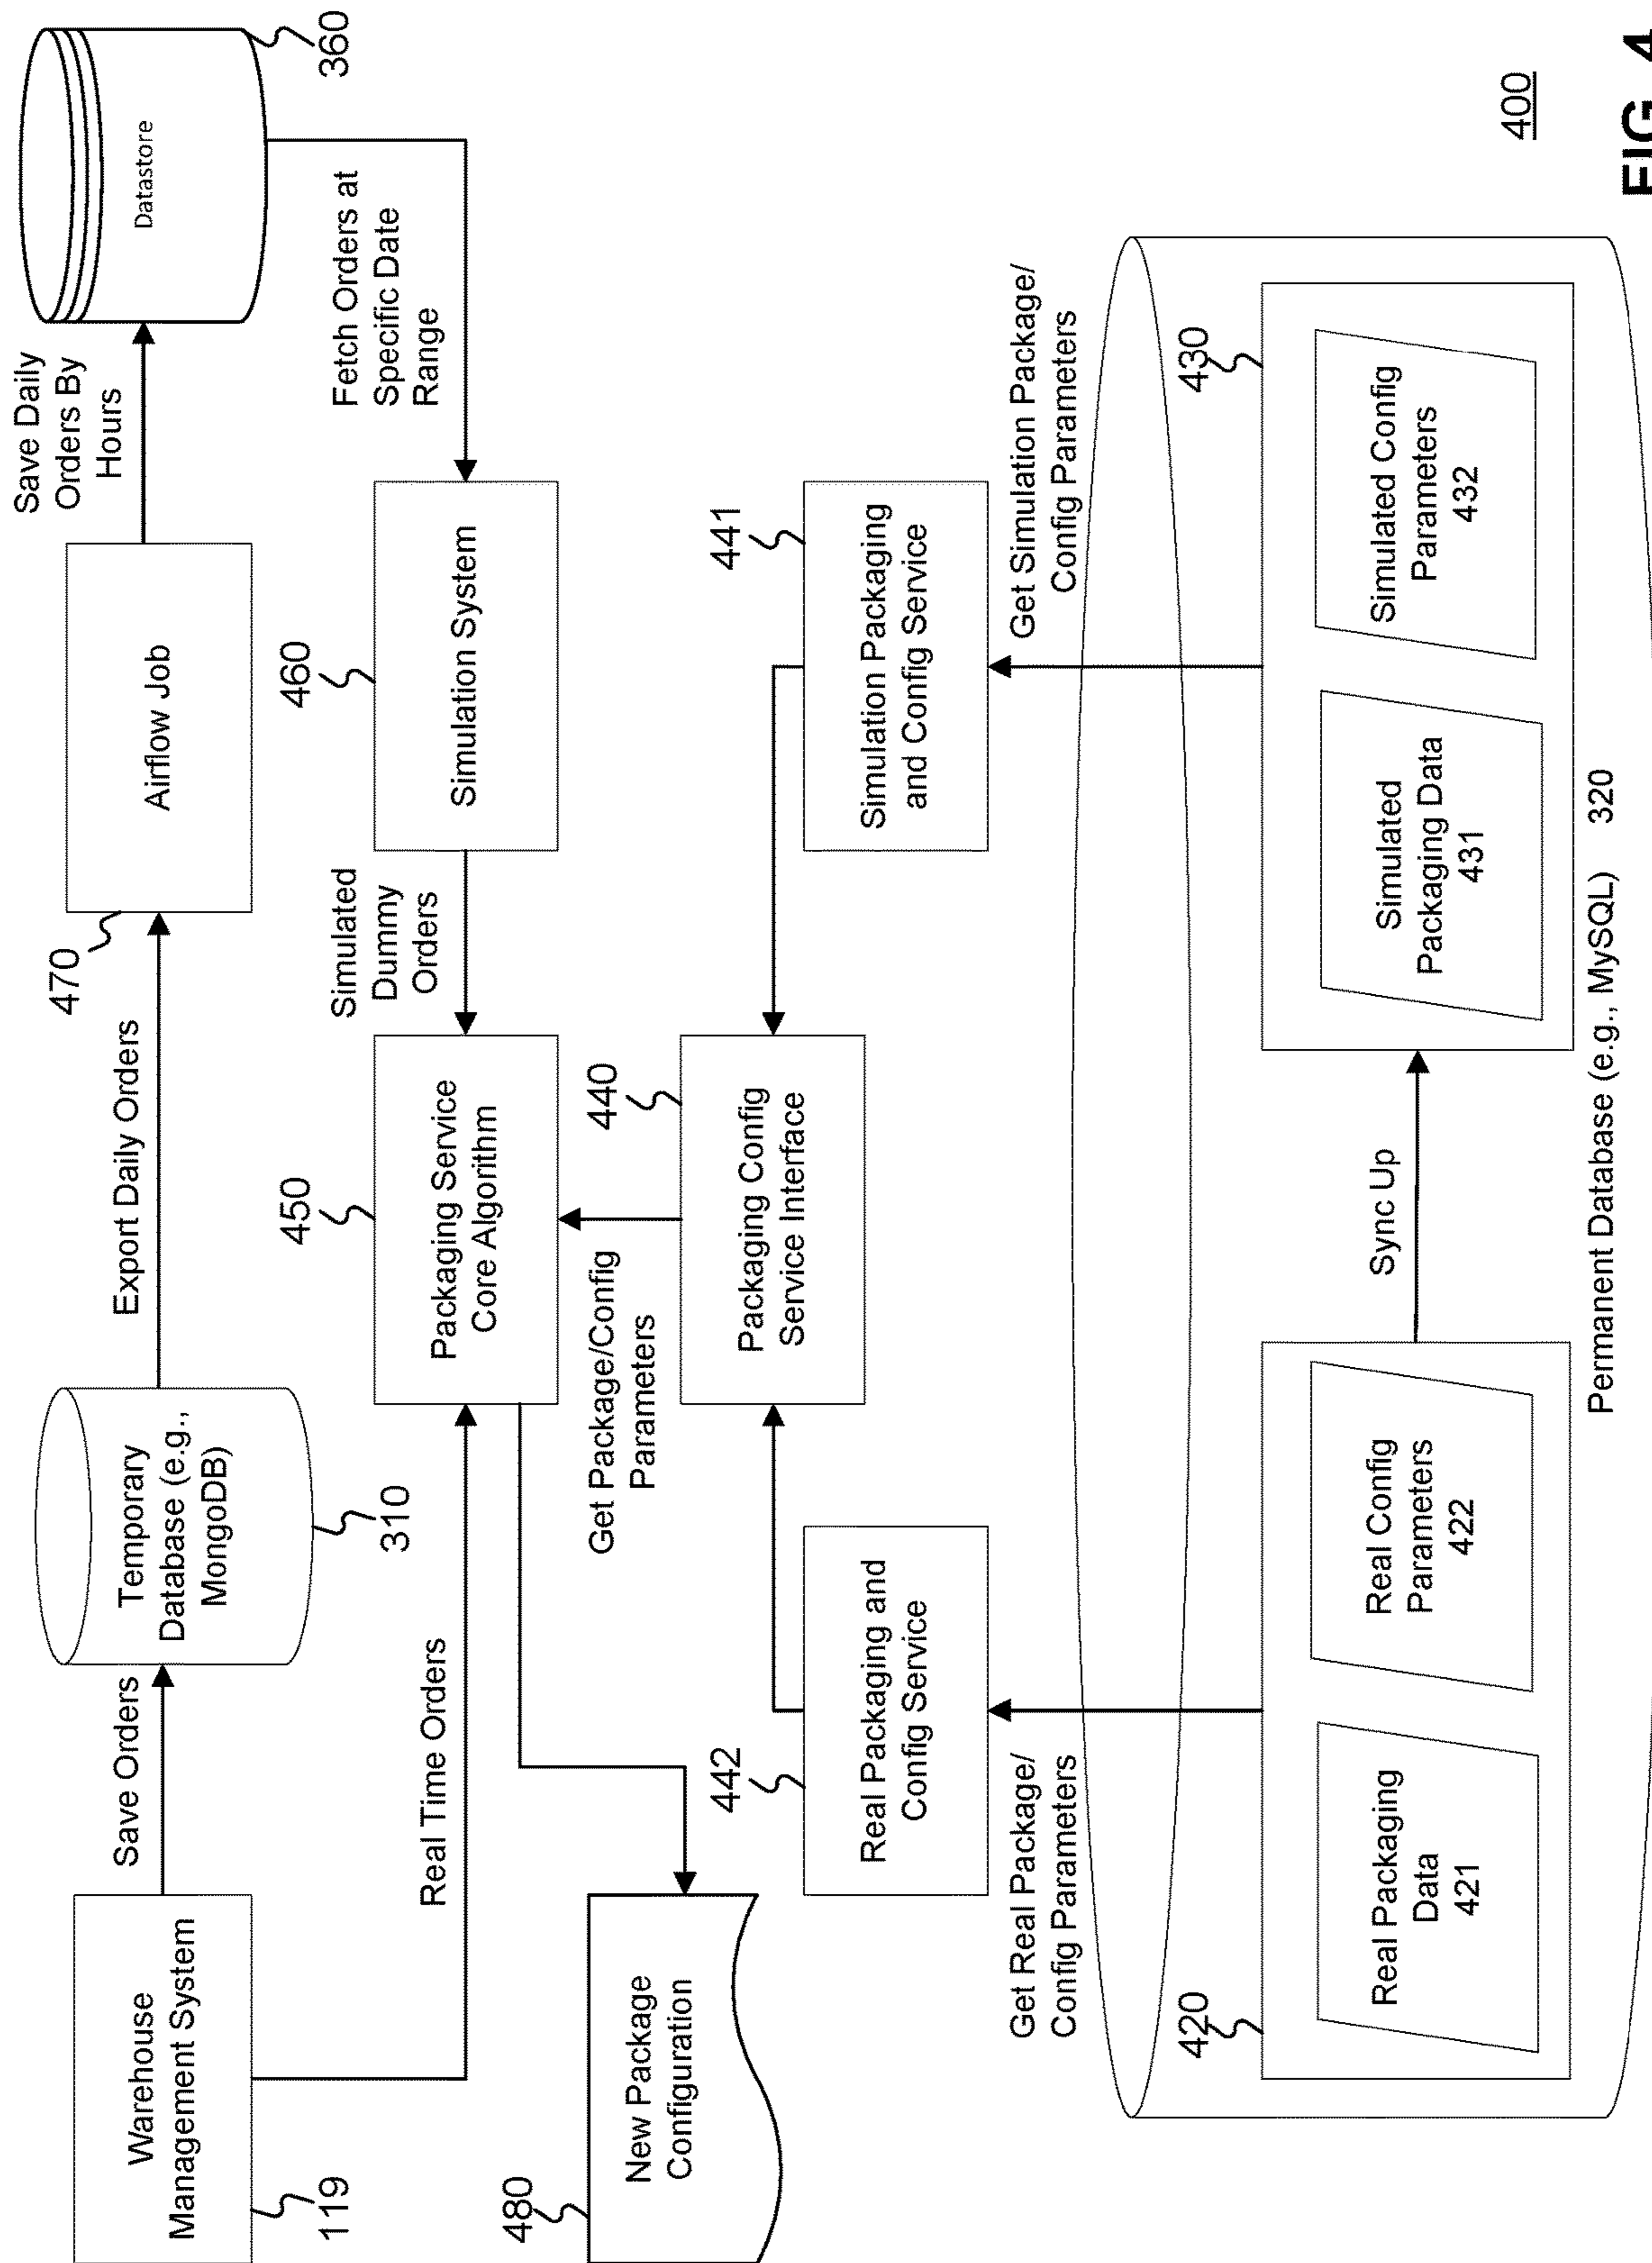 Warehouse
Management System
119
Save Orders
Temporary
Database (e.g.,
MongoDB)
310
Export Daily Orders
Airflow Job
470
Save Daily
Orders By
Hours
Datastore
360
Real Time Orders
Packaging Service
Core Algorithm
450
Simulated
Dummy
Orders
Simulation System
460
Fetch Orders at
Specific Date
Range
New Package
Configuration
480
Get Package/Config
Parameters
Packaging Config
Service Interface
440
Real Packaging and
Config Service
442
Simulation Packaging
and Config Service
441
Get Real Package/
Config Parameters
Get Simulation Package/
Config Parameters
420
Real Packaging
Data
421
Real Config
Parameters
422
Sync Up
430
Simulated
Packaging Data
431
Simulated Config
Parameters
432
Permanent Database (e.g., MySQL) 320
400
FIG. 4